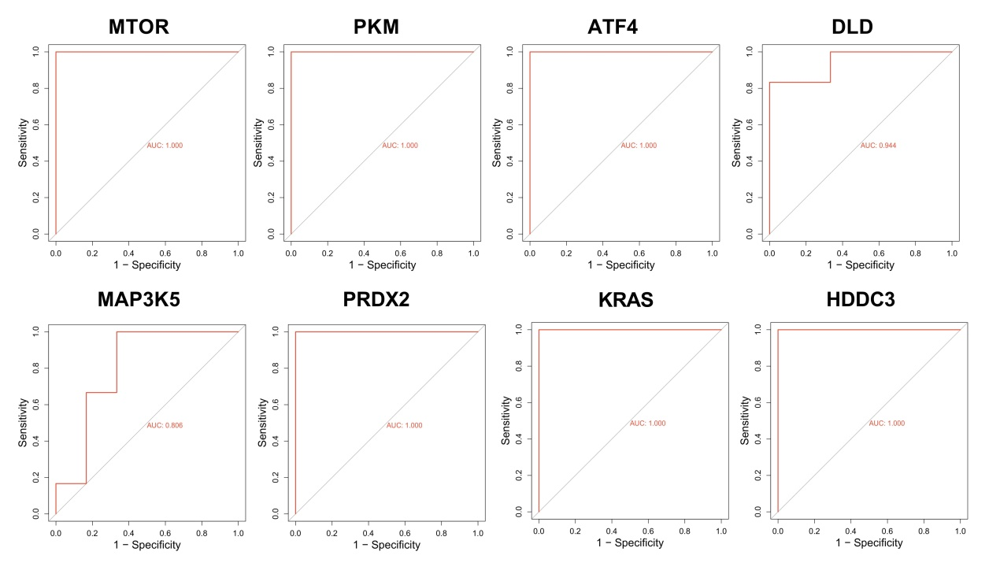 MTOR
PKM
ATF4
DLD
Sensitivity
0.0 0.2 0.4 0.6 0.8 1.0
AUC: 1.000
0.0 0.2 0.4 0.6 0.8 1.0
1 − Specificity
Sensitivity
0.0 0.2 0.4 0.6 0.8 1.0
AUC: 1.000
0.0 0.2 0.4 0.6 0.8 1.0
1 − Specificity
Sensitivity
0.0 0.2 0.4 0.6 0.8 1.0
AUC: 1.000
0.0 0.2 0.4 0.6 0.8 1.0
1 − Specificity
Sensitivity
0.0 0.2 0.4 0.6 0.8 1.0
AUC: 0.944
0.0 0.2 0.4 0.6 0.8 1.0
1 − Specificity
MAP3K5
PRDX2
KRAS
HDDC3
Sensitivity
0.0 0.2 0.4 0.6 0.8 1.0
AUC: 0.806
0.0 0.2 0.4 0.6 0.8 1.0
1 − Specificity
Sensitivity
0.0 0.2 0.4 0.6 0.8 1.0
AUC: 1.000
0.0 0.2 0.4 0.6 0.8 1.0
1 − Specificity
Sensitivity
0.0 0.2 0.4 0.6 0.8 1.0
AUC: 1.000
0.0 0.2 0.4 0.6 0.8 1.0
1 − Specificity
Sensitivity
0.0 0.2 0.4 0.6 0.8 1.0
AUC: 1.000
0.0 0.2 0.4 0.6 0.8 1.0
1 − Specificity